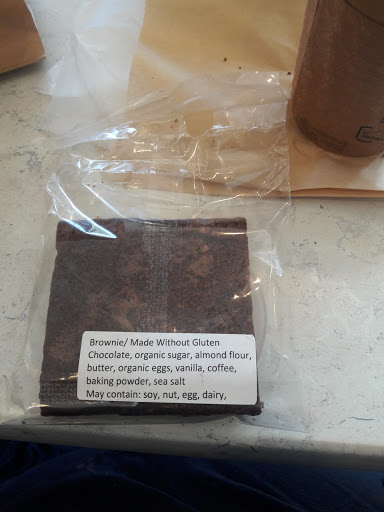 Brownie/ Made Without Gluten
Chocolate, organic sugar, almond flour,
butter, organic eggs, vanilla, coffee,
baking powder, sea salt
May contain: soy, nut, egg, dairy,